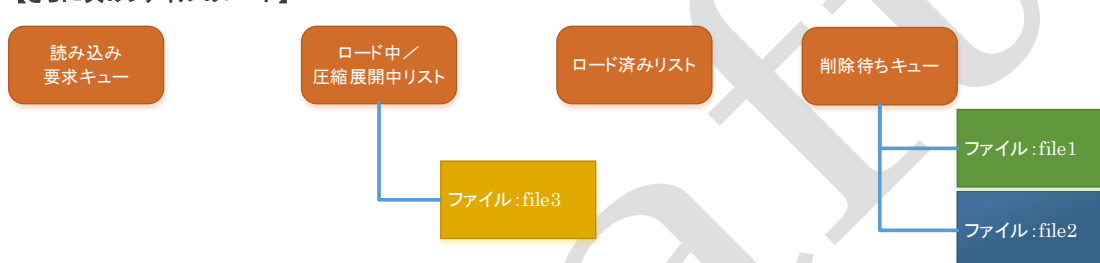 読み込み
要求キュー
ロード中／
圧縮展開中リスト
ロード済みリスト
削除待ちキュー
ファイル：file1
ファイル：file3
ファイル：file2